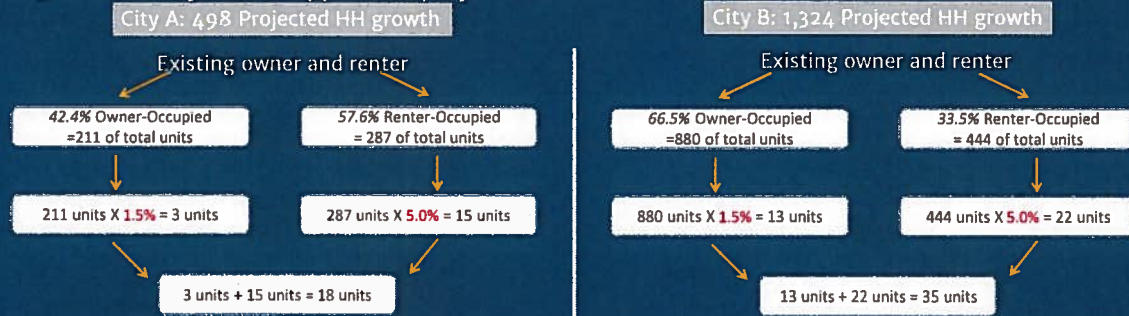 City A: 498 Projected HH growth
Existing owner and renter
42.4% Owner-Occupied
=211 of total units
57.6% Renter-Occupied
= 287 of total units
211 units X 1.5% = 3 units
287 units X 5.0% = 15 units
3 units + 15 units = 18 units
City B: 1,324 Projected HH growth
Existing owner and renter
66.5% Owner-Occupied
=880 of total units
33.5% Renter-Occupied
= 444 of total units
880 units X 1.5% = 13 units
444 units X 5.0% = 22 units
13 units + 22 units = 35 units